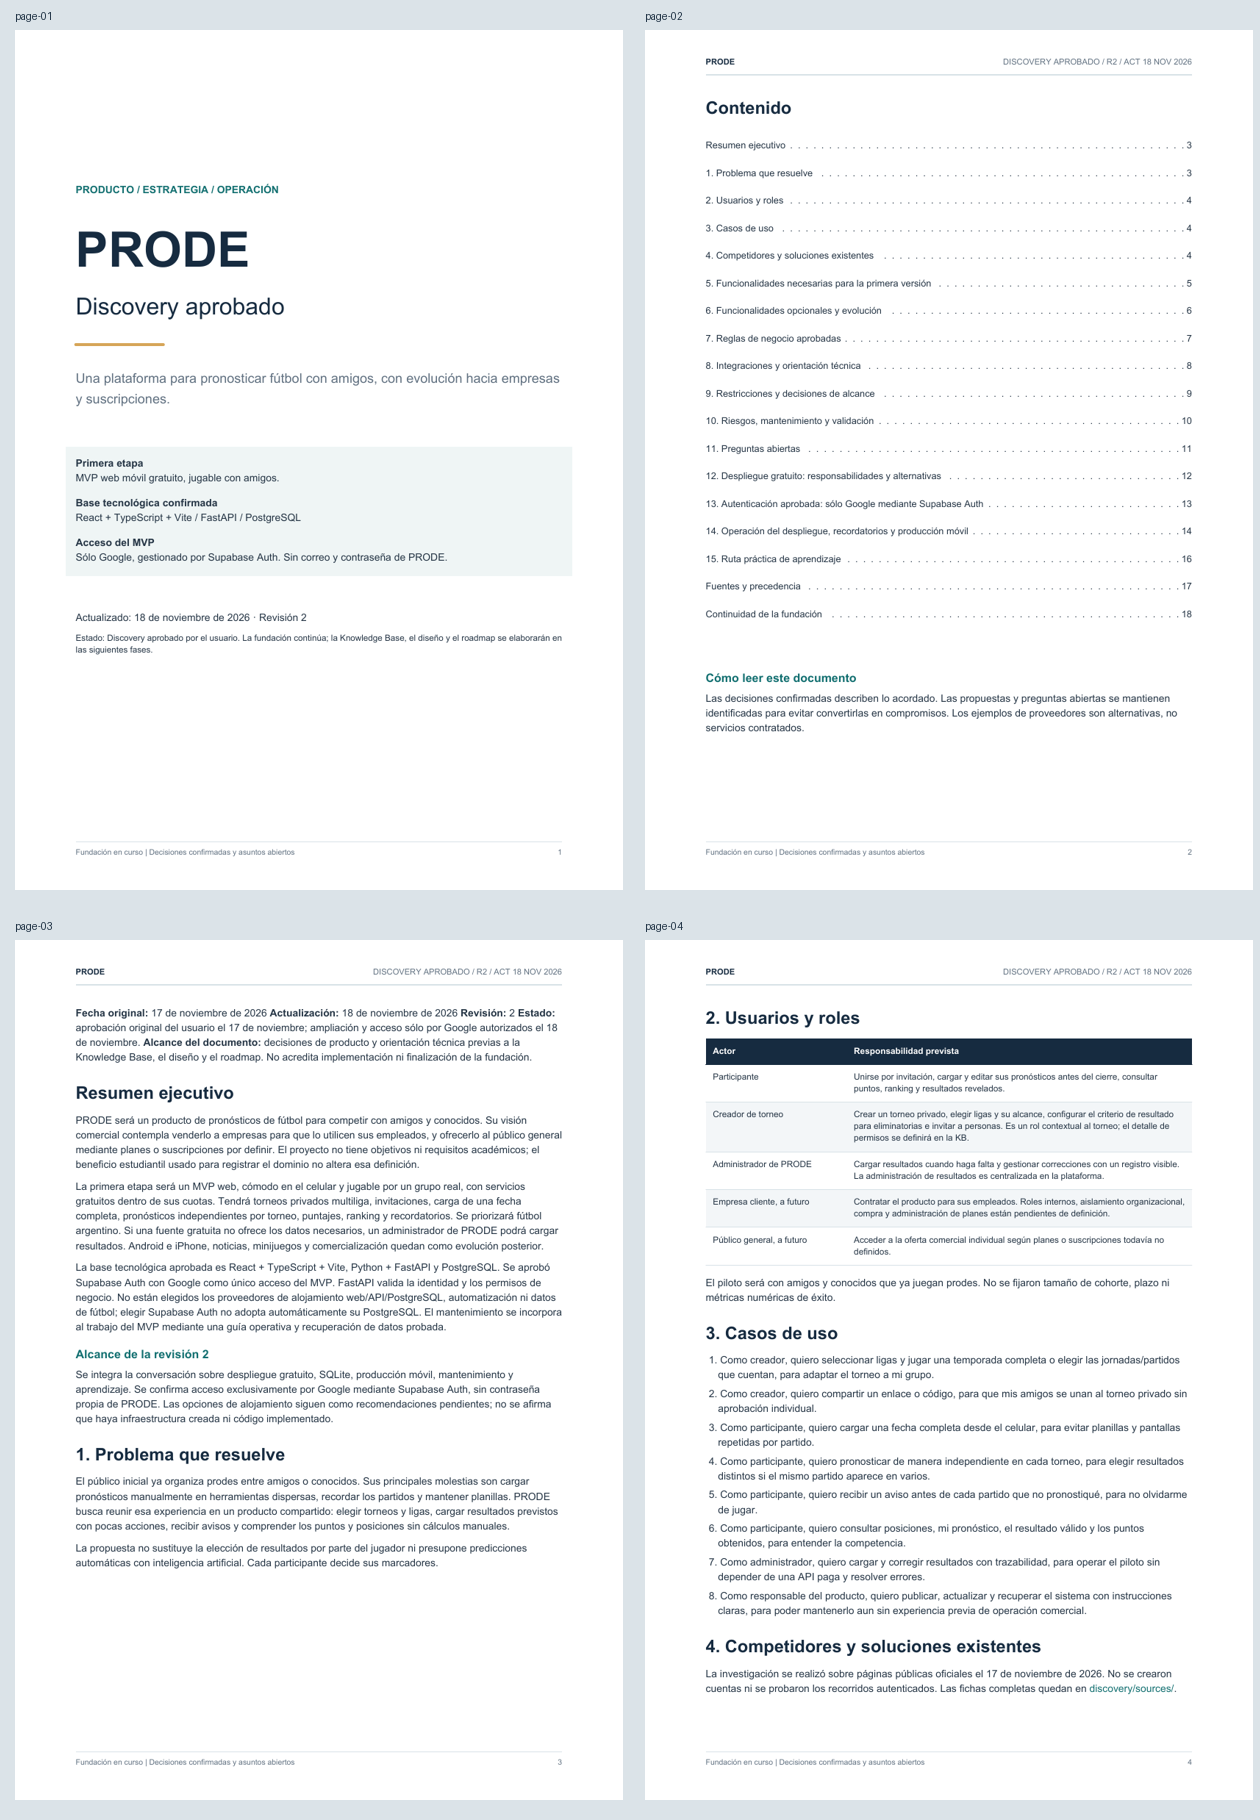 page-01
PRODUCTO / ESTRATEGIA / OPERACIÓN
PRODE
Discovery aprobado
Una plataforma para pronosticar fútbol con amigos, con evolución hacia empresas
y suscripciones.
Primera etapa
MVP web móvil gratuito, jugable con amigos.
Base tecnológica confirmada
React + TypeScript + Vite / FastAPI / PostgreSQL
Acceso del MVP
Sólo Google, gestionado por Supabase Auth. Sin correo y contraseña de PRODE.
Actualizado: 18 de noviembre de 2026 · Revisión 2
Estado: Discovery aprobado por el usuario. La fundación continúa; la Knowledge Base, el diseño y el roadmap se elaborarán en
las siguientes fases.
Fundación en curso | Decisiones confirmadas y asuntos abiertos 1
page-02
PRODE DISCOVERY APROBADO / R2 / ACT 18 NOV 2026
Contenido
Resumen ejecutivo 3
1. Problema que resuelve 3
2. Usuarios y roles 4
3. Casos de uso 4
4. Competidores y soluciones existentes 4
5. Funcionalidades necesarias para la primera versión 5
6. Funcionalidades opcionales y evolución 6
7. Reglas de negocio aprobadas 7
8. Integraciones y orientación técnica 8
9. Restricciones y decisiones de alcance 9
10. Riesgos, mantenimiento y validación 10
11. Preguntas abiertas 11
12. Despliegue gratuito: responsabilidades y alternativas 12
13. Autenticación aprobada: sólo Google mediante Supabase Auth 13
14. Operación del despliegue, recordatorios y producción móvil 14
15. Ruta práctica de aprendizaje 16
Fuentes y precedencia 17
Continuidad de la fundación 18
Cómo leer este documento
Las decisiones confirmadas describen lo acordado. Las propuestas y preguntas abiertas se mantienen
identificadas para evitar convertirlas en compromisos. Los ejemplos de proveedores son alternativas, no
servicios contratados.
Fundación en curso | Decisiones confirmadas y asuntos abiertos 2
page-03
PRODE DISCOVERY APROBADO / R2 / ACT 18 NOV 2026
Fecha original: 17 de noviembre de 2026 Actualización: 18 de noviembre de 2026 Revisión: 2 Estado:
aprobación original del usuario el 17 de noviembre; ampliación y acceso sólo por Google autorizados el 18
de noviembre. Alcance del documento: decisiones de producto y orientación técnica previas a la
Knowledge Base, el diseño y el roadmap. No acredita implementación ni finalización de la fundación.
Resumen ejecutivo
PRODE será un producto de pronósticos de fútbol para competir con amigos y conocidos. Su visión
comercial contempla venderlo a empresas para que lo utilicen sus empleados, y ofrecerlo al público general
mediante planes o suscripciones por definir. El proyecto no tiene objetivos ni requisitos académicos; el
beneficio estudiantil usado para registrar el dominio no altera esa definición.
La primera etapa será un MVP web, cómodo en el celular y jugable por un grupo real, con servicios
gratuitos dentro de sus cuotas. Tendrá torneos privados multiliga, invitaciones, carga de una fecha
completa, pronósticos independientes por torneo, puntajes, ranking y recordatorios. Se priorizará fútbol
argentino. Si una fuente gratuita no ofrece los datos necesarios, un administrador de PRODE podrá cargar
resultados. Android e iPhone, noticias, minijuegos y comercialización quedan como evolución posterior.
La base tecnológica aprobada es React + TypeScript + Vite, Python + FastAPI y PostgreSQL. Se aprobó
Supabase Auth con Google como único acceso del MVP. FastAPI valida la identidad y los permisos de
negocio. No están elegidos los proveedores de alojamiento web/API/PostgreSQL, automatización ni datos
de fútbol; elegir Supabase Auth no adopta automáticamente su PostgreSQL. El mantenimiento se incorpora
al trabajo del MVP mediante una guía operativa y recuperación de datos probada.
Alcance de la revisión 2
Se integra la conversación sobre despliegue gratuito, SQLite, producción móvil, mantenimiento y
aprendizaje. Se confirma acceso exclusivamente por Google mediante Supabase Auth, sin contraseña
propia de PRODE. Las opciones de alojamiento siguen como recomendaciones pendientes; no se afirma
que haya infraestructura creada ni código implementado.
1. Problema que resuelve
El público inicial ya organiza prodes entre amigos o conocidos. Sus principales molestias son cargar
pronósticos manualmente en herramientas dispersas, recordar los partidos y mantener planillas. PRODE
busca reunir esa experiencia en un producto compartido: elegir torneos y ligas, cargar resultados previstos
con pocas acciones, recibir avisos y comprender los puntos y posiciones sin cálculos manuales.
La propuesta no sustituye la elección de resultados por parte del jugador ni presupone predicciones
automáticas con inteligencia artificial. Cada participante decide sus marcadores.
Fundación en curso | Decisiones confirmadas y asuntos abiertos 3
page-04
PRODE DISCOVERY APROBADO / R2 / ACT 18 NOV 2026
2. Usuarios y roles
Actor Responsabilidad prevista
Participante Unirse por invitación, cargar y editar sus pronósticos antes del cierre, consultar
puntos, ranking y resultados revelados.
Creador de torneo Crear un torneo privado, elegir ligas y su alcance, configurar el criterio de resultado
para eliminatorias e invitar a personas. Es un rol contextual al torneo; el detalle de
permisos se definirá en la KB.
Administrador de PRODE Cargar resultados cuando haga falta y gestionar correcciones con un registro visible.
La administración de resultados es centralizada en la plataforma.
Empresa cliente, a futuro Contratar el producto para sus empleados. Roles internos, aislamiento organizacional,
compra y administración de planes están pendientes de definición.
Público general, a futuro Acceder a la oferta comercial individual según planes o suscripciones todavía no
definidos.
El piloto será con amigos y conocidos que ya juegan prodes. No se fijaron tamaño de cohorte, plazo ni
métricas numéricas de éxito.
3. Casos de uso
1. Como creador, quiero seleccionar ligas y jugar una temporada completa o elegir las jornadas/partidos
que cuentan, para adaptar el torneo a mi grupo.
2. Como creador, quiero compartir un enlace o código, para que mis amigos se unan al torneo privado sin
aprobación individual.
3. Como participante, quiero cargar una fecha completa desde el celular, para evitar planillas y pantallas
repetidas por partido.
4. Como participante, quiero pronosticar de manera independiente en cada torneo, para elegir resultados
distintos si el mismo partido aparece en varios.
5. Como participante, quiero recibir un aviso antes de cada partido que no pronostiqué, para no olvidarme
de jugar.
6. Como participante, quiero consultar posiciones, mi pronóstico, el resultado válido y los puntos
obtenidos, para entender la competencia.
7. Como administrador, quiero cargar y corregir resultados con trazabilidad, para operar el piloto sin
depender de una API paga y resolver errores.
8. Como responsable del producto, quiero publicar, actualizar y recuperar el sistema con instrucciones
claras, para poder mantenerlo aun sin experiencia previa de operación comercial.
4. Competidores y soluciones existentes
La investigación se realizó sobre páginas públicas oficiales el 17 de noviembre de 2026. No se crearon
cuentas ni se probaron los recorridos autenticados. Las fichas completas quedan en discovery/sources/.
Fundación en curso | Decisiones confirmadas y asuntos abiertos 4